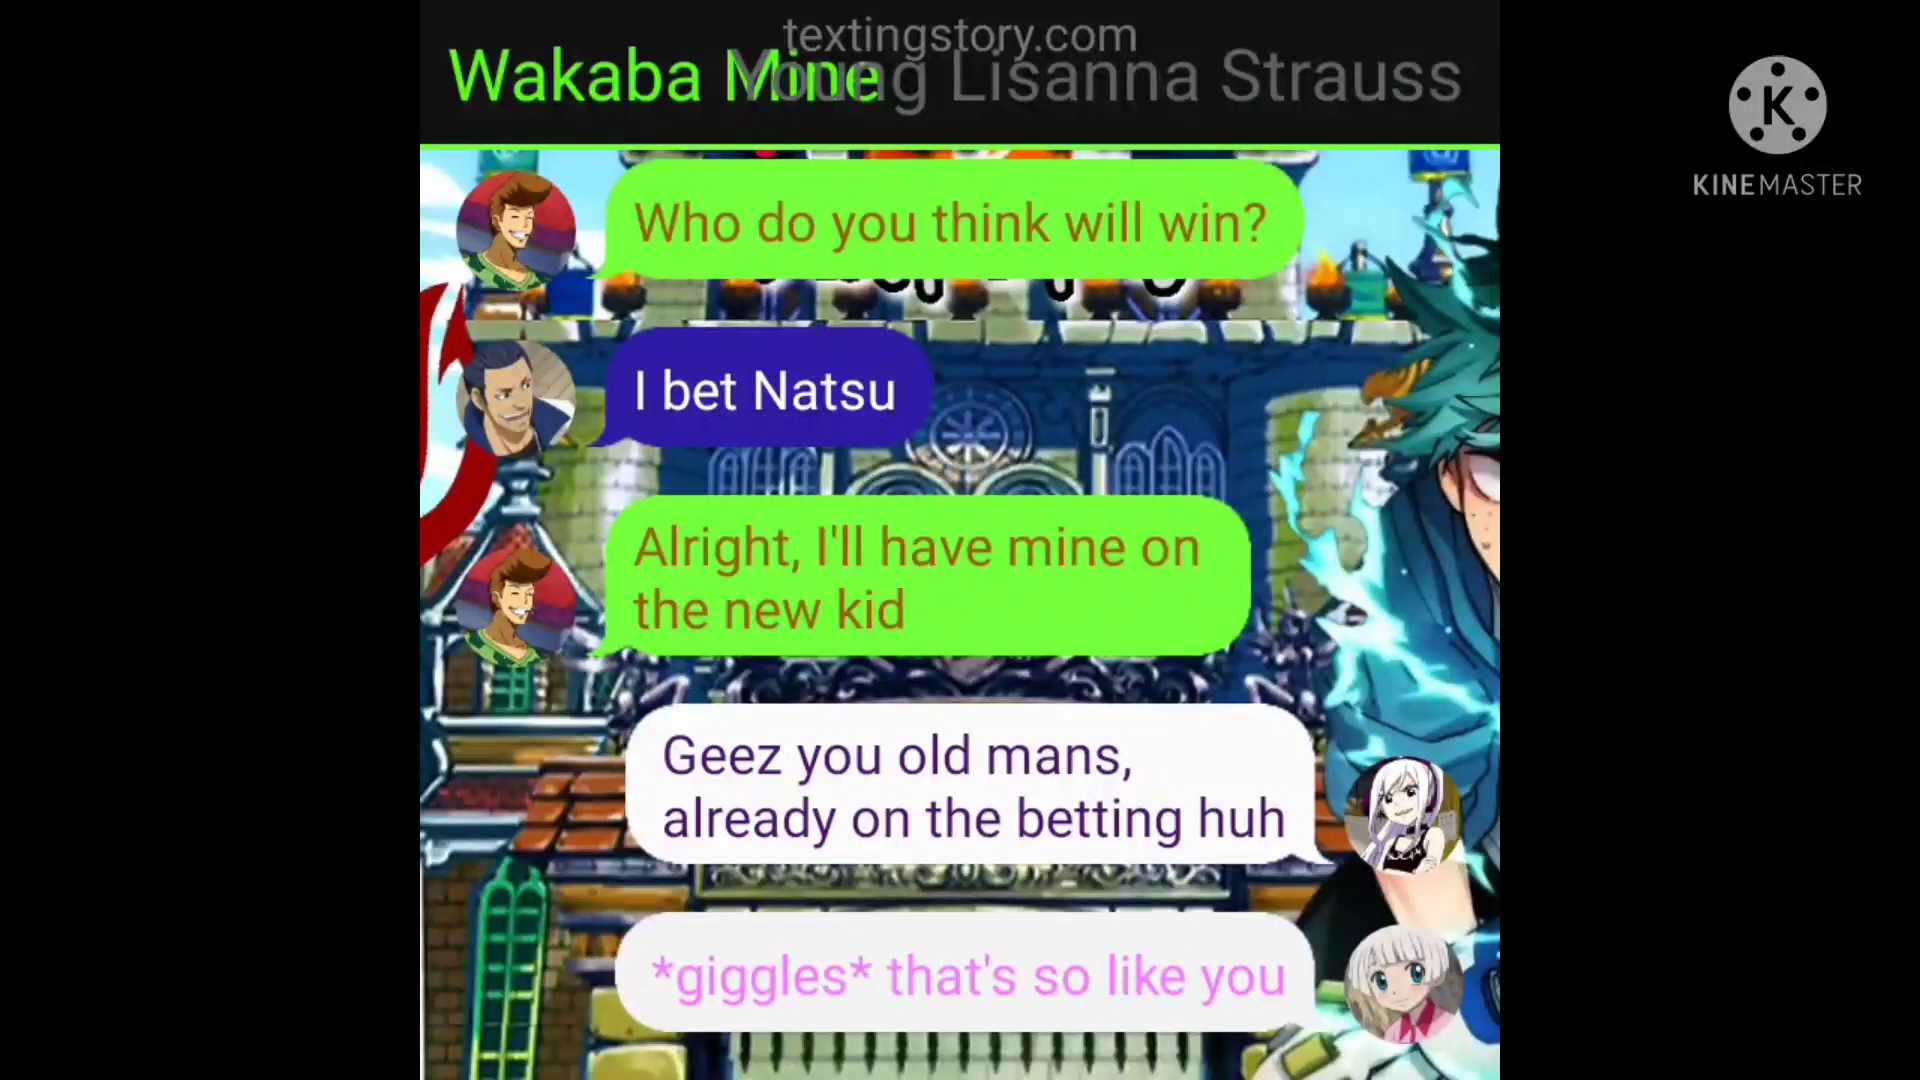 textingstory.com
Wakaba Mine
Young Lisanna Strauss
K
KINEMASTER
Who do you think will win?
I bet Natsu
Alright, I'll have mine on
the new kid
Geez you old mans,
already on the betting huh
*giggles* that's so like you